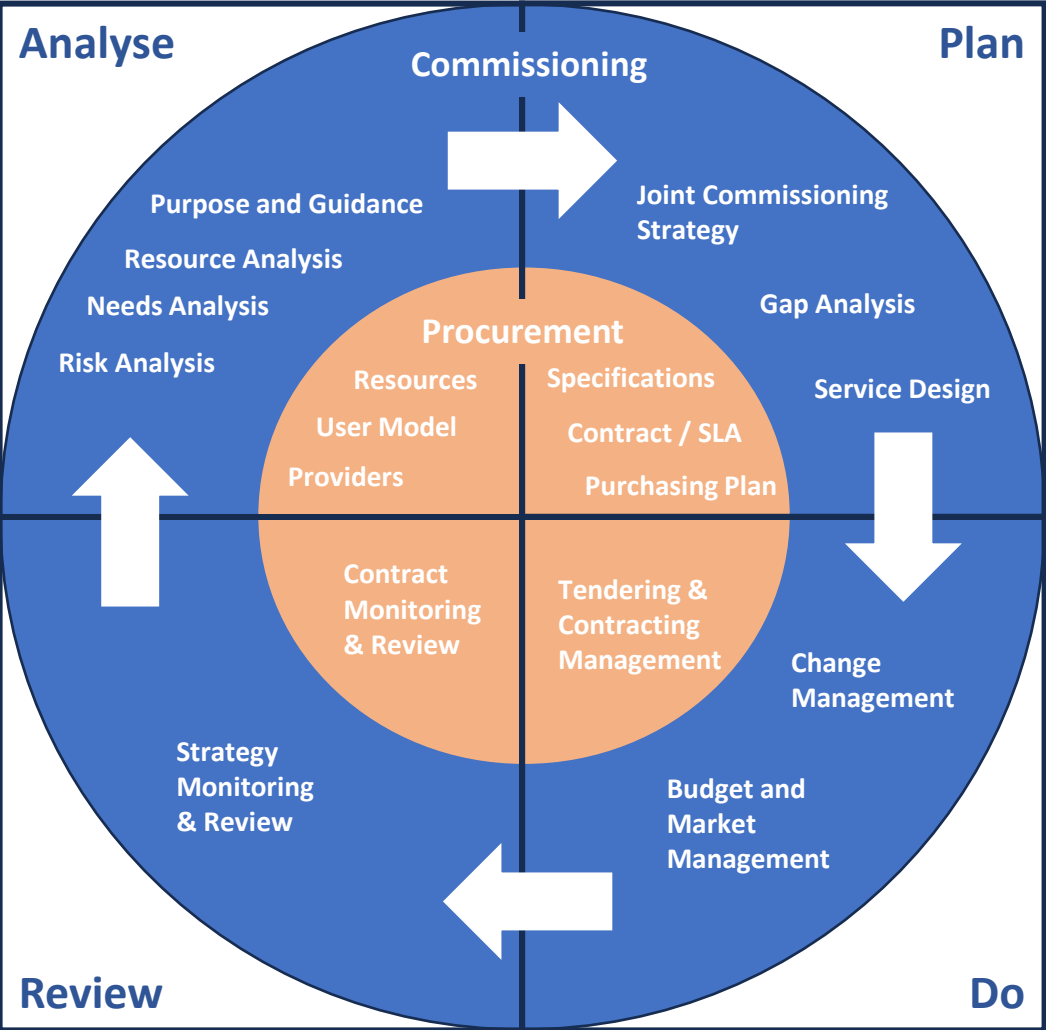 Analyse
Plan
Commissioning
Purpose and Guidance
Resource Analysis
Needs Analysis
Risk Analysis
Joint Commissioning
Strategy
Gap Analysis
Service Design
Procurement
Resources
User Model
Providers
Specifications
Contract / SLA
Purchasing Plan
Contract
Monitoring
& Review
Tendering &
Contracting
Management
Change
Management
Strategy
Monitoring
& Review
Budget and
Market
Management
Review
Do